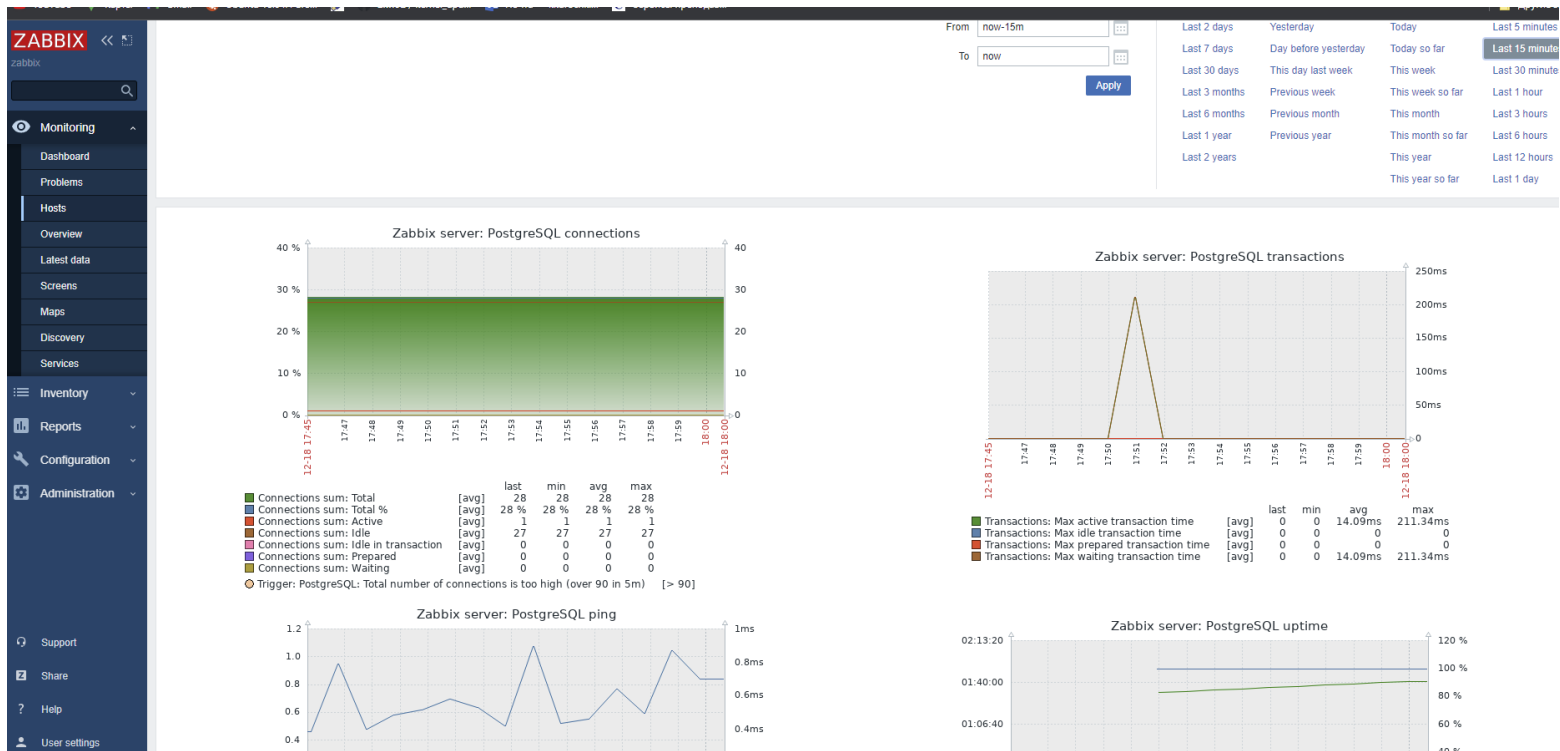 ZABBIX
zabbix
Monitoring
Dashboard
Problems
Hosts
Overview
Latest data
Screens
Maps
Discovery
Services
Inventory
Reports
Configuration
Administration
Support
Share
Help
User settings
From now-15m
To now
Apply
Last 2 days Yesterday Today Last 5 minutes
Last 7 days Day before yesterday Today so far Last 15 minutes
Last 30 days This day last week This week Last 30 minute
Last 3 months Previous week This week so far Last 1 hour
Last 6 months Previous month This month Last 3 hours
Last 1 year Previous year This month so far Last 6 hours
Last 2 years This year Last 12 hours
This year so far Last 1 day
Zabbix server: PostgreSQL connections
40 % 40
30 % 30
20 % 20
10 % 10
0 % 0
12-18 17:45 17:47 17:48 17:49 17:50 17:51 17:52 17:53 17:54 17:55 17:56 17:57 17:58 17:59 18:00 12-18 18:00
last min avg max
Connections sum: Total [avg] 28 28 28 28
Connections sum: Total % [avg] 28 % 28 % 28 % 28 %
Connections sum: Active [avg] 1 1 1 1
Connections sum: Idle [avg] 27 27 27 27
Connections sum: Idle in transaction [avg] 0 0 0 0
Connections sum: Prepared [avg] 0 0 0 0
Connections sum: Waiting [avg] 0 0 0 0
Trigger: PostgreSQL: Total number of connections is too high (over 90 in 5m) [> 90]
Zabbix server: PostgreSQL transactions
250ms
200ms
150ms
100ms
50ms
0
12-18 17:45 17:47 17:48 17:49 17:50 17:51 17:52 17:53 17:54 17:55 17:56 17:57 17:58 17:59 18:00 12-18 18:00
last min avg max
Transactions: Max active transaction time [avg] 0 0 14.09ms 211.34ms
Transactions: Max idle transaction time [avg] 0 0 0 0
Transactions: Max prepared transaction time [avg] 0 0 0 0
Transactions: Max waiting transaction time [avg] 0 0 14.09ms 211.34ms
Zabbix server: PostgreSQL ping
1.2 1ms
1.0
0.8 0.8ms
0.6 0.6ms
0.4 0.4ms
Zabbix server: PostgreSQL uptime
02:13:20 120 %
100 %
01:40:00 80 %
01:06:40 60 %